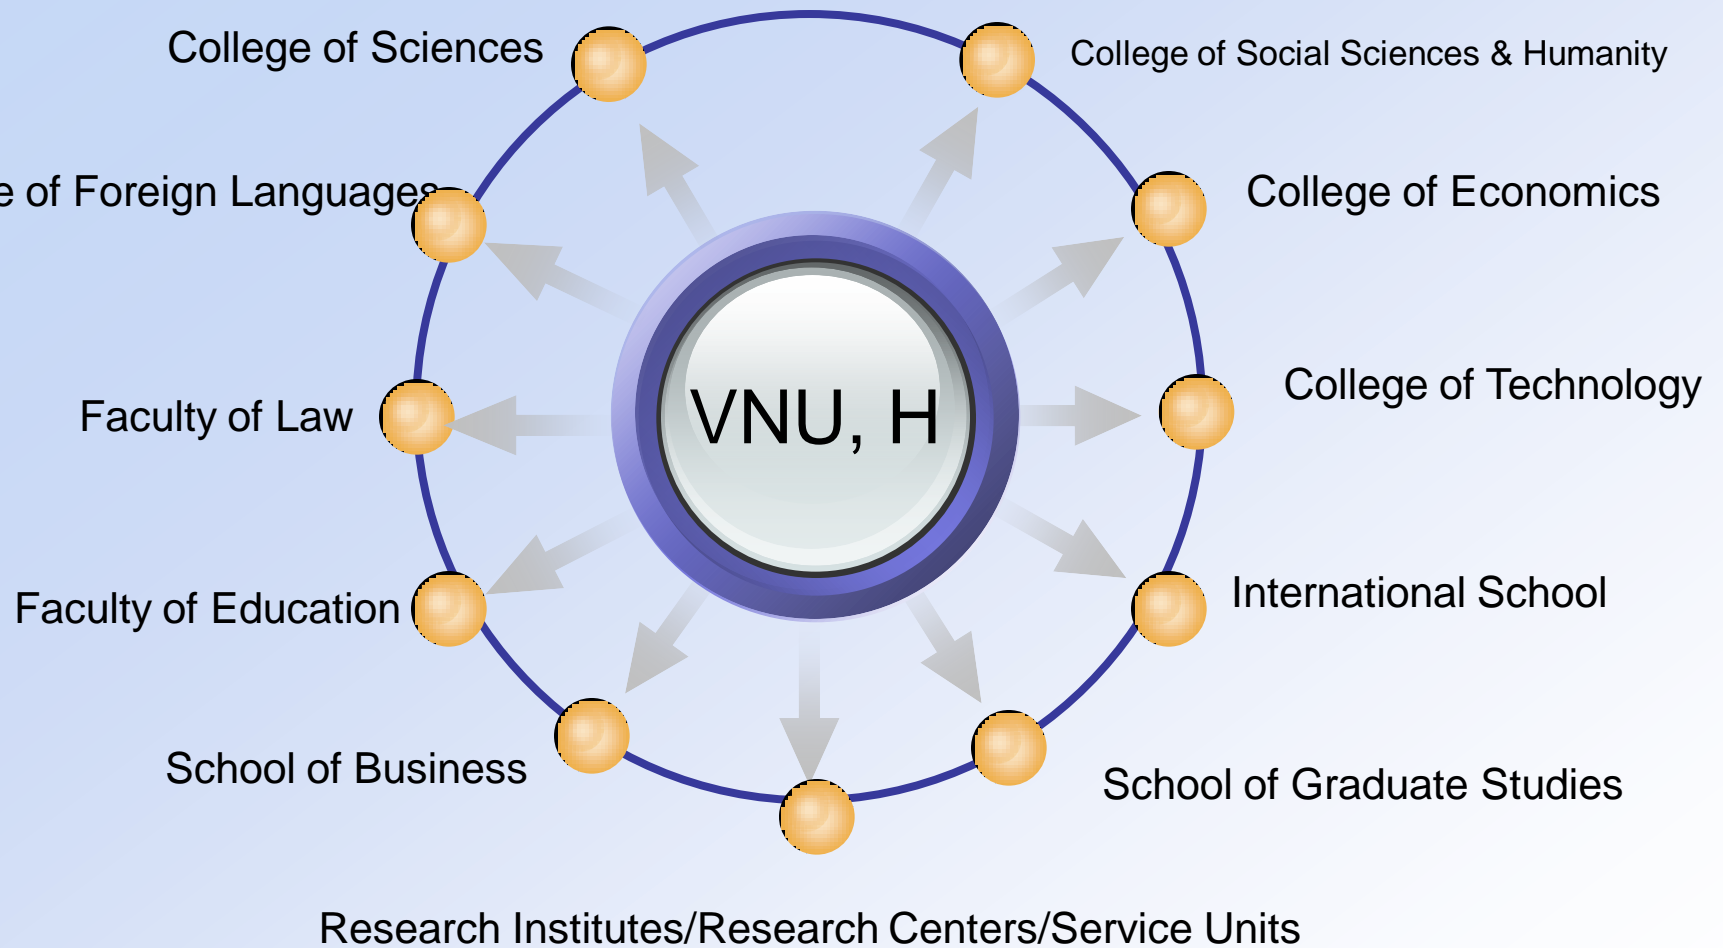 College of Sciences
College of Social Sciences & Humanity
e of Foreign Languages
College of Economics
College of Technology
VNU, H
Faculty of Law
International School
Faculty of Education
School of Business
School of Graduate Studies
Research Institutes/Research Centers/Service Units